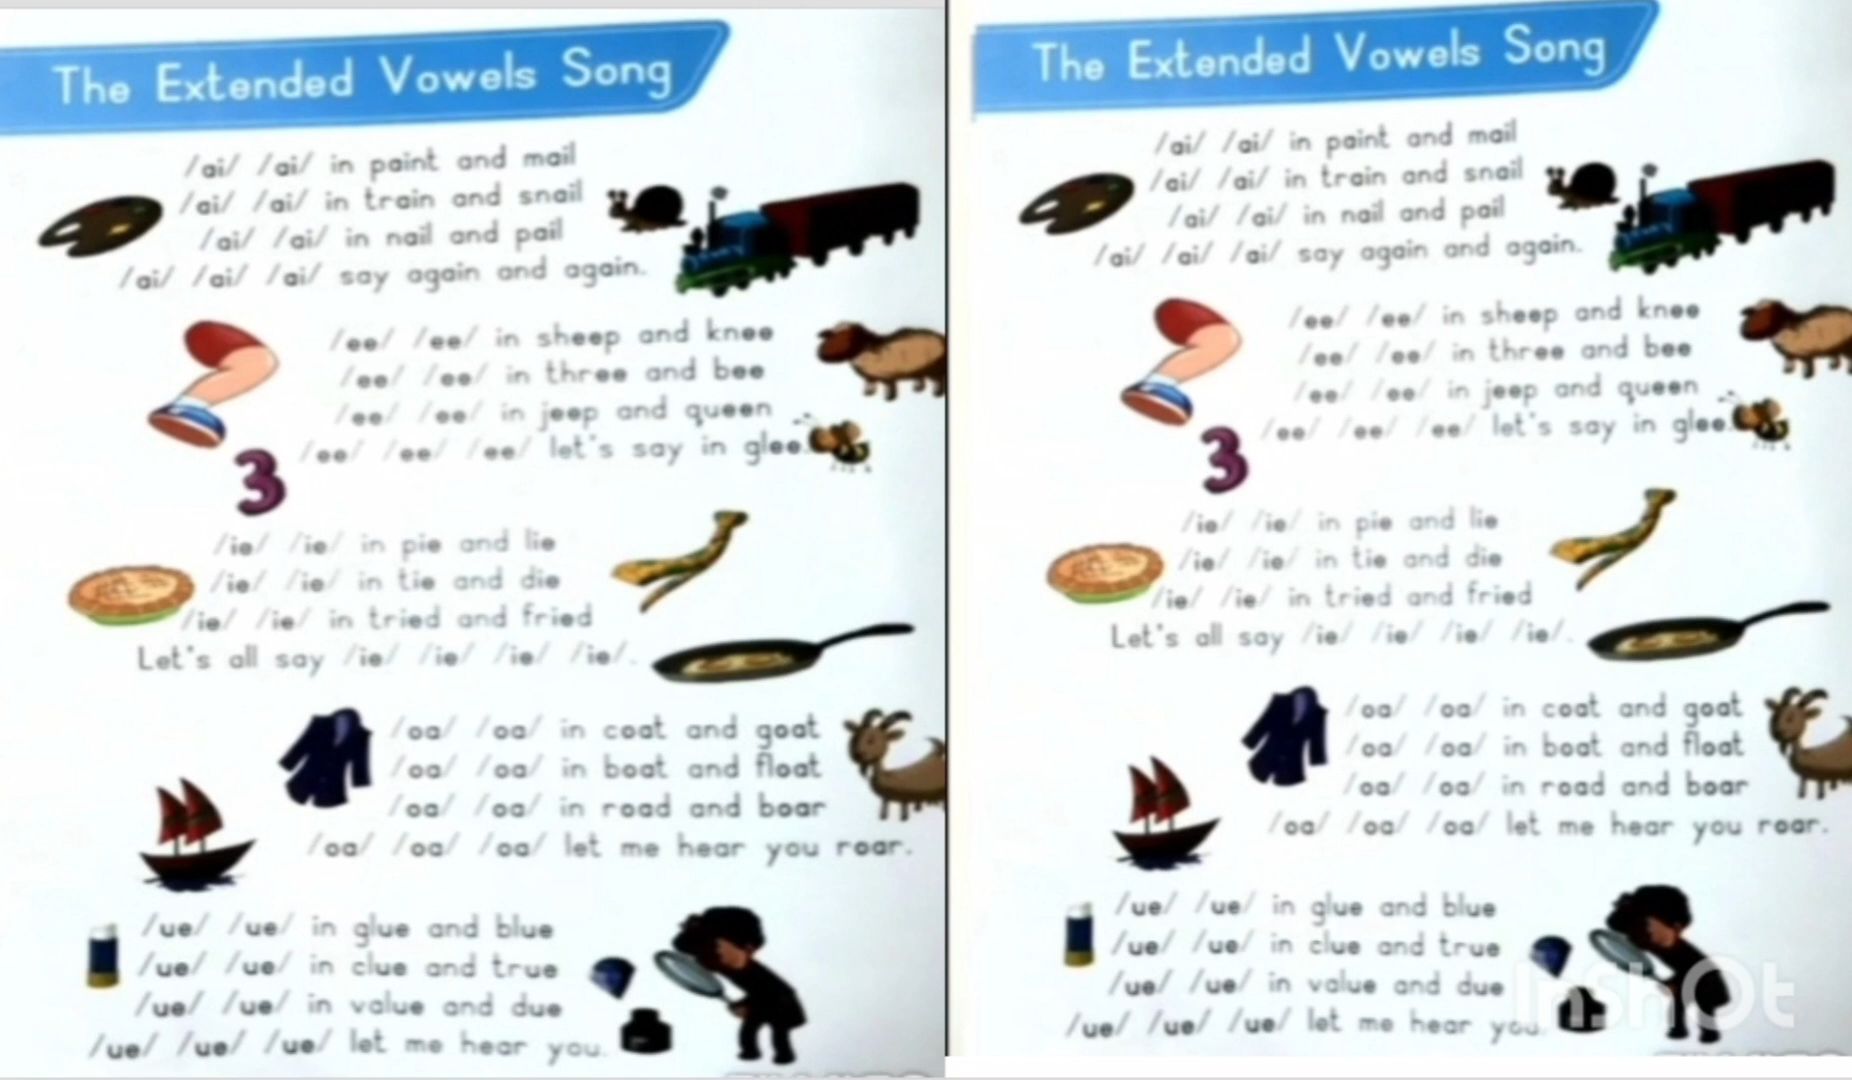 The Extended Vowels Song
/ai/ /ai/ in paint and mail
/ai/ /ai/ in train and snail
/ai/ /ai/ in nail and pail
/ai/ /ai/ /ai/ say again and again.
/ee/ /ee/ in sheep and knee
/ee/ /ee/ in three and bee
/ee/ /ee/ in jeep and queen
/ee/ /ee/ /ee/ let's say in glee.
3
/ie/ /ie/ in pie and lie
/ie/ /ie/ in tie and die
/ie/ /ie/ in tried and fried
Let's all say /ie/ /ie/ /ie/ /ie/.
/oa/ /oa/ in coat and goat
/oa/ /oa/ in boat and float
/oa/ /oa/ in road and boar
/oa/ /oa/ /oa/ let me hear you roar.
/ue/ /ue/ in glue and blue
/ue/ /ue/ in clue and true
/ue/ /ue/ in value and due
/ue/ /ue/ /ue/ let me hear you.
The Extended Vowels Song
/ai/ /ai/ in paint and mail
/ai/ /ai/ in train and snail
/ai/ /ai/ in nail and pail
/ai/ /ai/ /ai/ say again and again.
/ee/ /ee/ in sheep and knee
/ee/ /ee/ in three and bee
/ee/ /ee/ in jeep and queen
/ee/ /ee/ /ee/ let's say in glee.
3
/ie/ /ie/ in pie and lie
/ie/ /ie/ in tie and die
/ie/ /ie/ in tried and fried
Let's all say /ie/ /ie/ /ie/ /ie/.
/oa/ /oa/ in coat and goat
/oa/ /oa/ in boat and float
/oa/ /oa/ in road and boar
/oa/ /oa/ /oa/ let me hear you roar.
/ue/ /ue/ in glue and blue
/ue/ /ue/ in clue and true
/ue/ /ue/ in value and due
/ue/ /ue/ /ue/ let me hear you.
InShOt